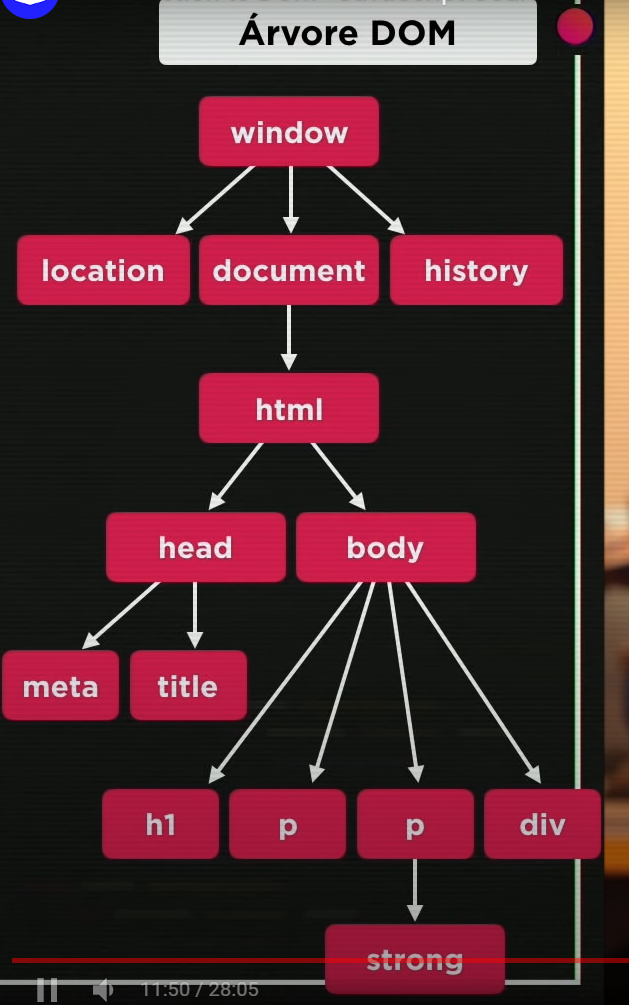 Árvore DOM
window
location document history
html
head body
meta title
h1 p p div
strong
11:50 / 28:05